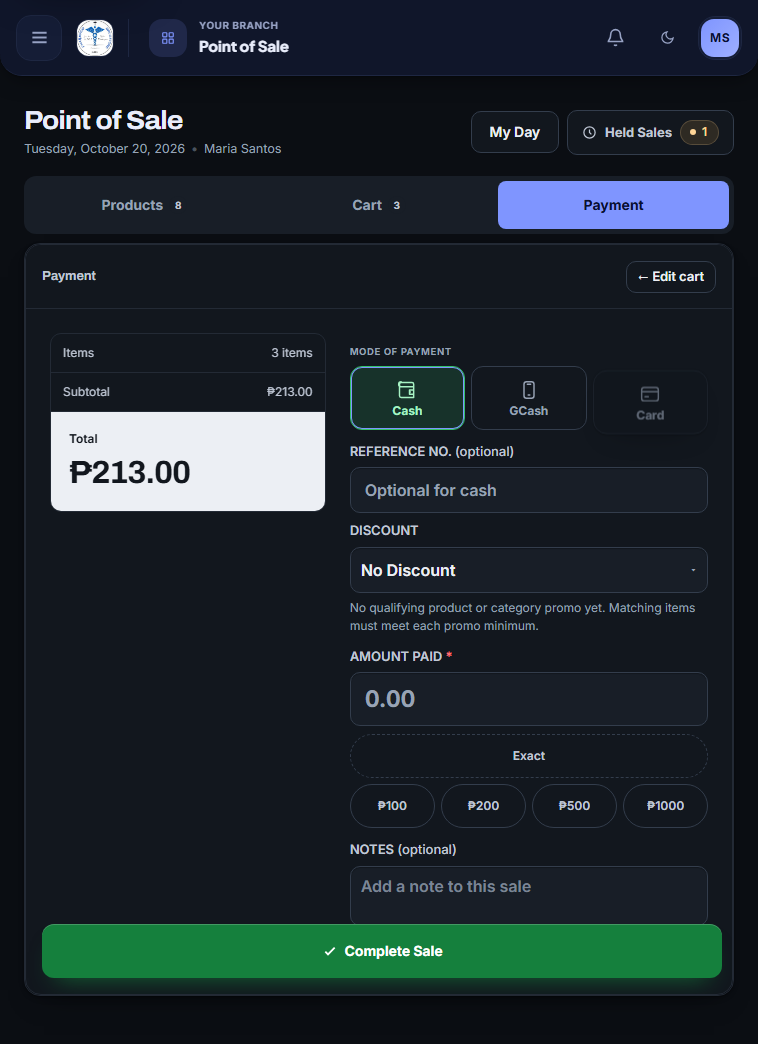 YOUR BRANCH
Point of Sale
MS
Point of Sale
Tuesday, October 20, 2026 • Maria Santos
My Day
Held Sales
1
Products 8
Cart 3
Payment
Payment
← Edit cart
Items 3 items
Subtotal ₱213.00
Total
₱213.00
MODE OF PAYMENT
Cash
GCash
Card
REFERENCE NO. (optional)
Optional for cash
DISCOUNT
No Discount
No qualifying product or category promo yet. Matching items
must meet each promo minimum.
AMOUNT PAID *
0.00
Exact
₱100
₱200
₱500
₱1000
NOTES (optional)
Add a note to this sale
Complete Sale